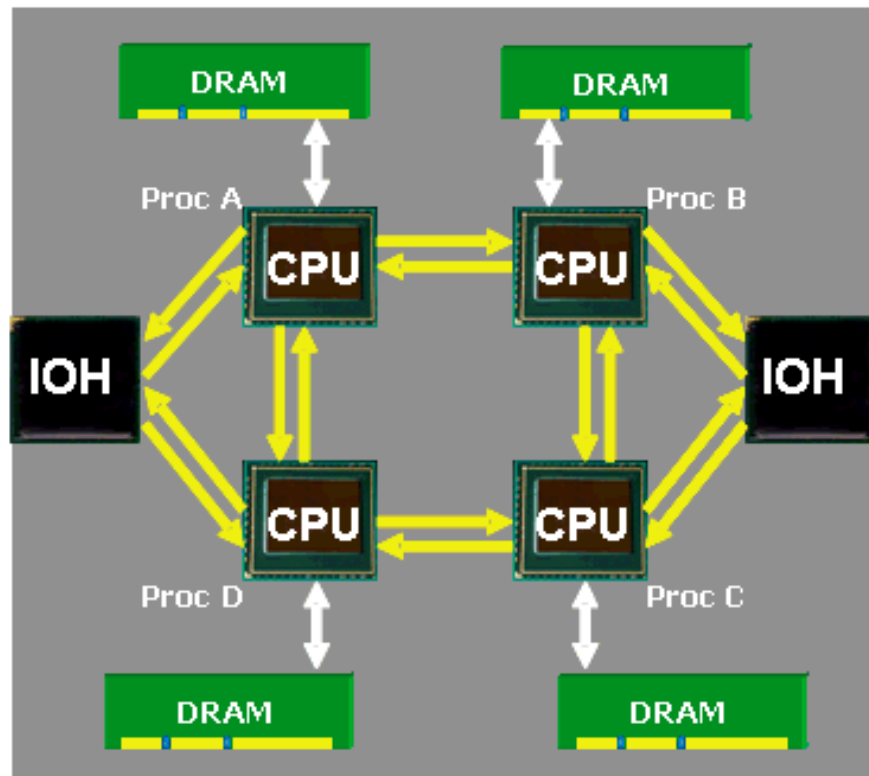 DRAM
DRAM
Proc A
Proc B
CPU
CPU
IOH
IOH
CPU
CPU
Proc D
Proc C
DRAM
DRAM